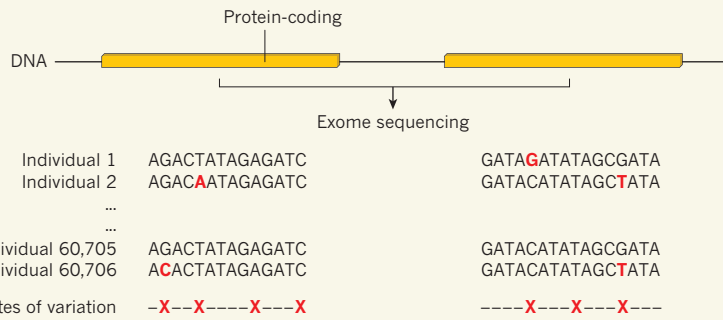 Protein-coding
DNA
Exome sequencing
Individual 1 AGACTATAGAGATC GATAGATATAGCGATA
Individual 2 AGACAATAGAGATC GATACATATAGCTATA
...
...
ividual 60,705 AGACTATAGAGATC GATACATATAGCGATA
ividual 60,706 ACACTATAGAGATC GATACATATAGCTATA
tes of variation –X––X––––X–––X ––––X–––X–––X–––